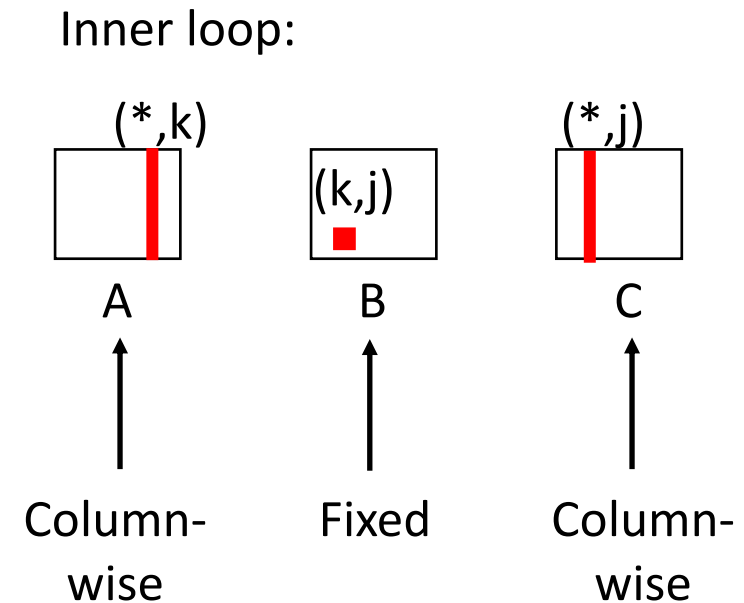 Inner loop:
(*,k)
(k,j)
(*,j)
A
B
C
Column-
wise
Fixed
Column-
wise